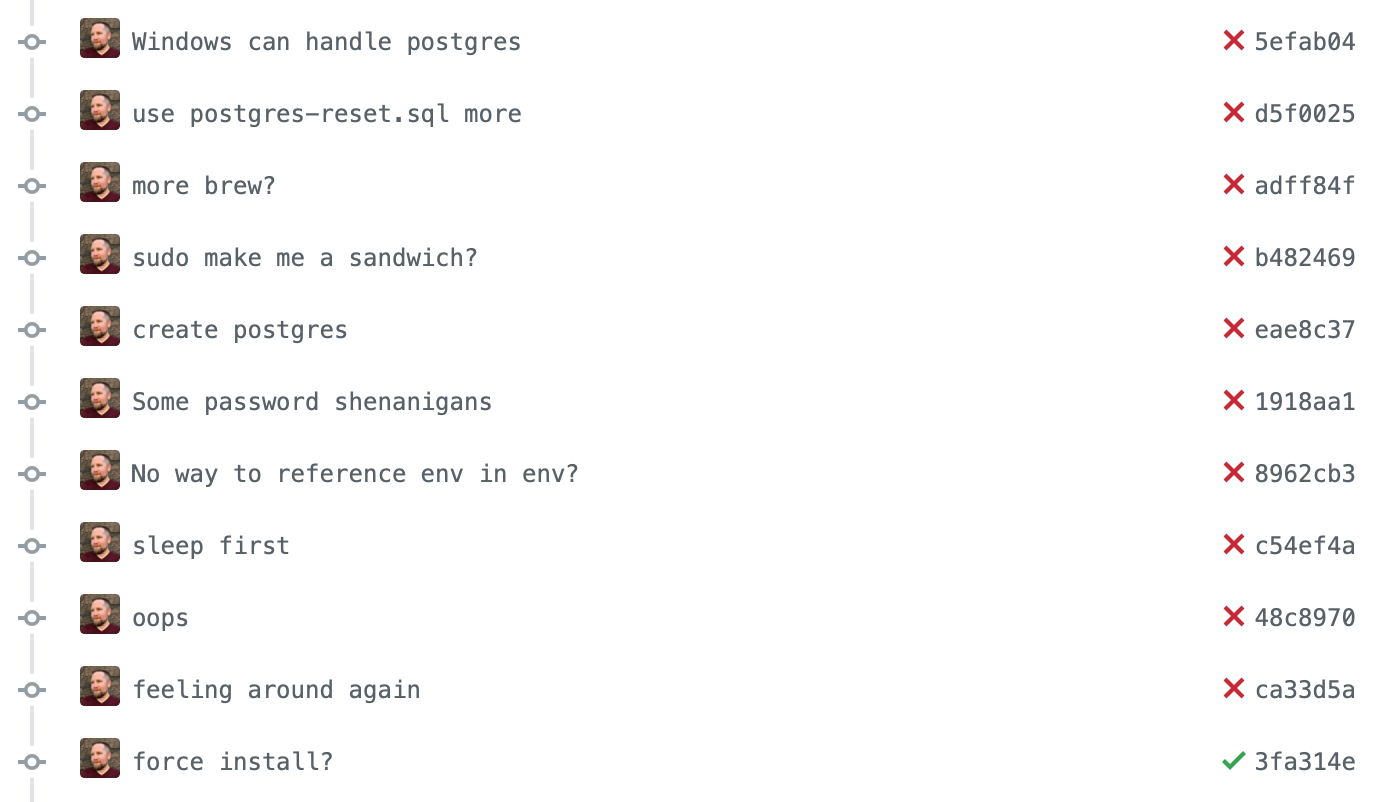 Windows can handle postgres 5efab04
use postgres-reset.sql more d5f0025
more brew? adff84f
sudo make me a sandwich? b482469
create postgres eae8c37
Some password shenanigans 1918aa1
No way to reference env in env? 8962cb3
sleep first c54ef4a
oops 48c8970
feeling around again ca33d5a
force install? 3fa314e